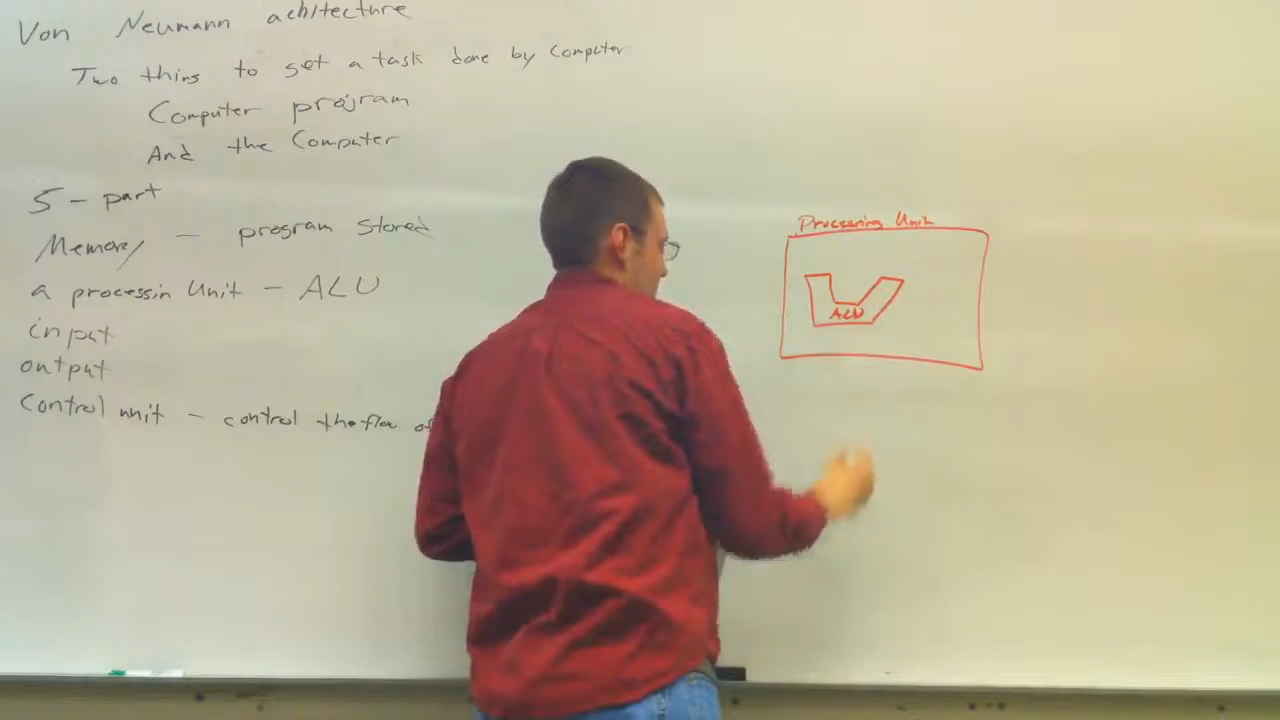 Von Neumann achitecture
Two thins to get a task done by Computer
Computer program
And the Computer
5 - part
Memory - program stored
a processin Unit - ALU
input
output
Control unit - control the flow of
Processing Unit
ALU